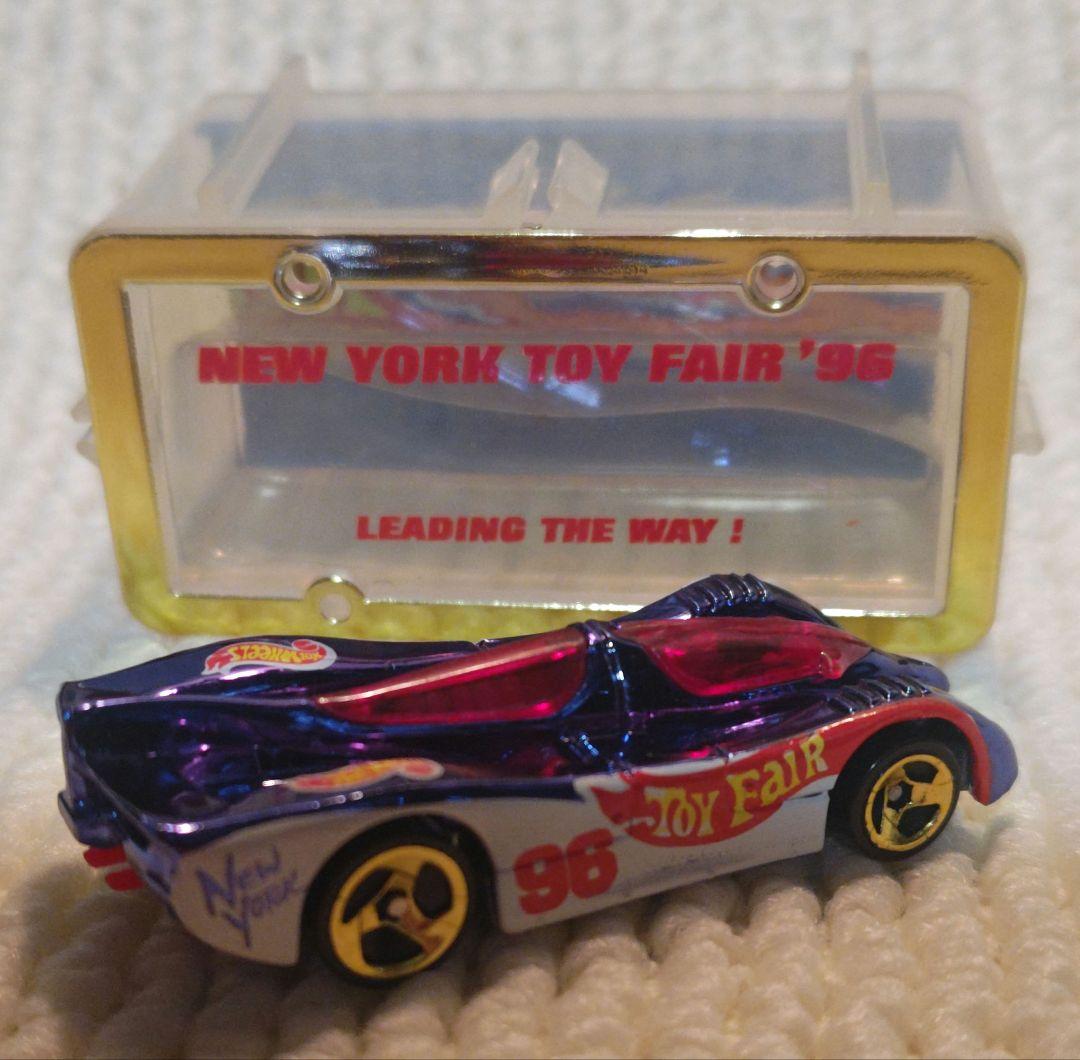 NEW YORK TOY FAIR '96
LEADING THE WAY !
HOT WHEELS
TOY FAIR
96
NEW
YORK